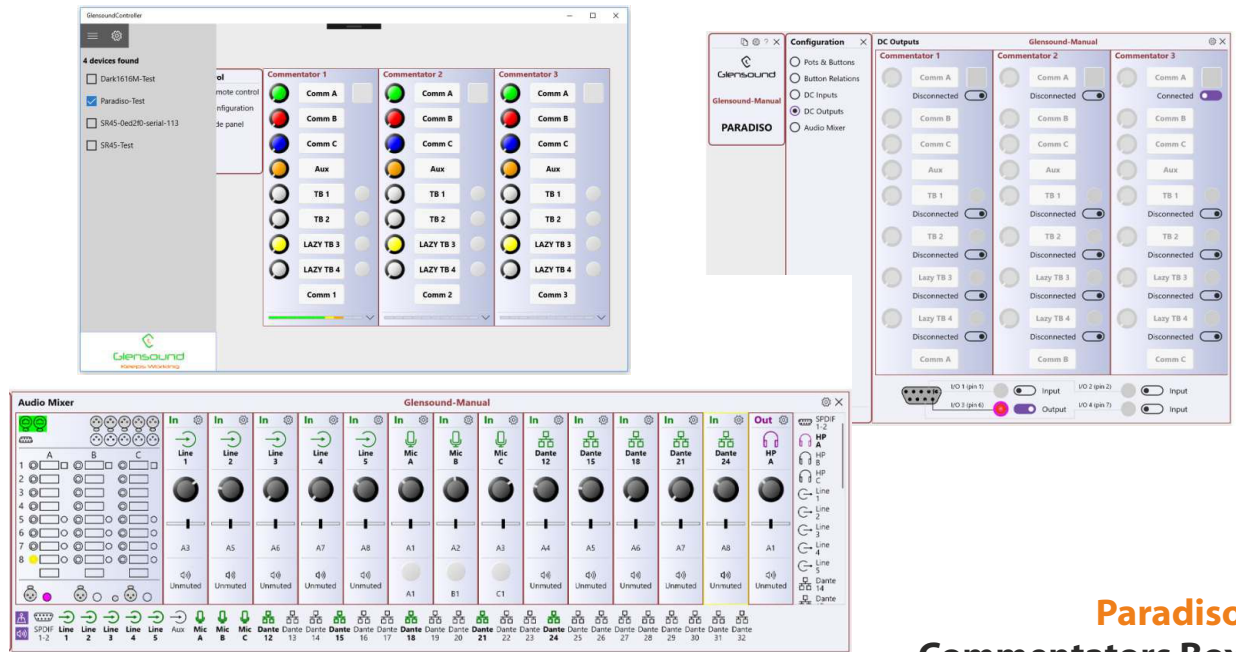 GlensoundController
4 devices found
Dark1616M-Test
Paradiso-Test
SR45-0ed2f0-serial-113
SR45-Test
Glensound
Keeps Working
ol
mote control
nfiguration
de panel
Commentator 1 Commentator 2 Commentator 3
Comm A Comm A Comm A
Comm B Comm B Comm B
Comm C Comm C Comm C
Aux Aux Aux
TB 1 TB 1 TB 1
TB 2 TB 2 TB 2
LAZY TB 3 LAZY TB 3 LAZY TB 3
LAZY TB 4 LAZY TB 4 LAZY TB 4
Comm 1 Comm 2 Comm 3
Glensound
Glensound-Manual
PARADISO
Configuration
Pots & Buttons
Button Relations
DC Inputs
DC Outputs
Audio Mixer
DC Outputs Glensound-Manual
Commentator 1 Commentator 2 Commentator 3
Comm A Comm A Comm A
Disconnected Disconnected Connected
Comm B Comm B Comm B
Comm C Comm C Comm C
Aux Aux Aux
TB 1 TB 1 TB 1
Disconnected Disconnected Disconnected
TB 2 TB 2 TB 2
Disconnected Disconnected Disconnected
Lazy TB 3 Lazy TB 3 Lazy TB 3
Disconnected Disconnected Disconnected
Lazy TB 4 Lazy TB 4 Lazy TB 4
Disconnected Disconnected Disconnected
Comm A Comm B Comm C
I/O 1 (pin 1) Input I/O 2 (pin 2) Input
I/O 3 (pin 6) Output I/O 4 (pin 7) Input
Audio Mixer Glensound-Manual
A B C
1
2
3
4
5
6
7
8
In In In In In In In In In In In In In Out
Line 1 Line 2 Line 3 Line 4 Line 5 Mic A Mic B Mic C Dante 12 Dante 15 Dante 18 Dante 21 Dante 24 HP A
A3 A5 A6 A7 A8 A1 A2 A3 A4 A5 A6 A7 A8 A1
Unmuted Unmuted Unmuted Unmuted Unmuted A1 B1 C1 Unmuted Unmuted Unmuted Unmuted Unmuted Unmuted
SPDIF 1-2
HP A
HP B
HP C
Line 1
Line 2
Line 3
Line 4
Line 5
Dante 14
Dante
SPDIF Line Line Line Line Line Aux Mic Mic Mic Dante Dante Dante Dante Dante Dante Dante Dante Dante Dante Dante Dante Dante Dante Dante Dante Dante Dante Dante Dante Dante
1-2 1 2 3 4 5 A B C 12 13 14 15 16 17 18 19 20 21 22 23 24 25 26 27 28 29 30 31 32
Paradiso
Commentators Box